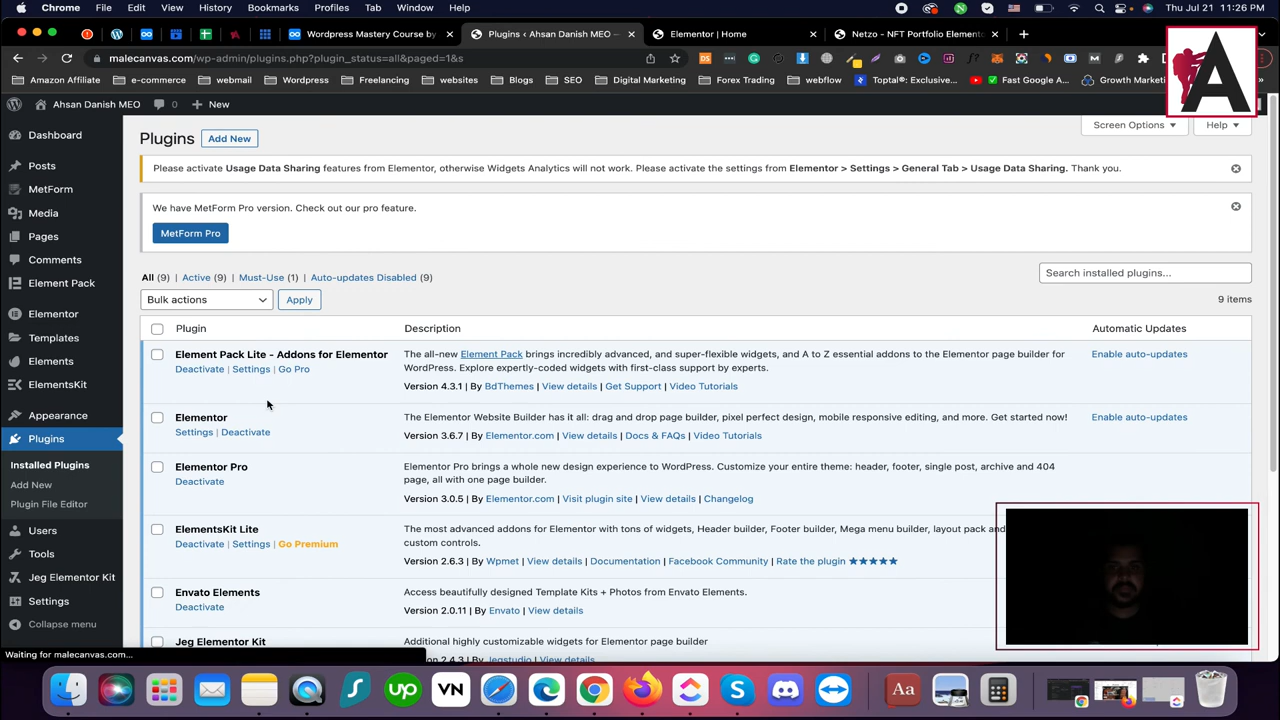 Chrome File Edit View History Bookmarks Profiles Tab Window Help
Thu Jul 21 11:26 PM
Wordpress Mastery Course by
Plugins ‹ Ahsan Danish MEO —
Elementor | Home
Netzo - NFT Portfolio Element
malecanvas.com/wp-admin/plugins.php?plugin_status=all&paged=1&s
Amazon Affiliate e-commerce webmail Wordpress Freelancing websites Blogs SEO Digital Marketing Forex Trading webflow Toptal®: Exclusive... Fast Google A... Growth Market
A
Ahsan Danish MEO 0 New
Screen Options Help
Plugins Add New
Please activate Usage Data Sharing features from Elementor, otherwise Widgets Analytics will not work. Please activate the settings from Elementor > Settings > General Tab > Usage Data Sharing. Thank you.
We have MetForm Pro version. Check out our pro feature.
MetForm Pro
All (9) | Active (9) | Must-Use (1) | Auto-updates Disabled (9)
Search installed plugins...
Bulk actions Apply
9 items
Plugin Description Automatic Updates
Element Pack Lite - Addons for Elementor
Deactivate | Settings | Go Pro
The all-new Element Pack brings incredibly advanced, and super-flexible widgets, and A to Z essential addons to the Elementor page builder for
WordPress. Explore expertly-coded widgets with first-class support by experts.
Version 4.3.1 | By BdThemes | View details | Get Support | Video Tutorials
Enable auto-updates
Elementor
Settings | Deactivate
The Elementor Website Builder has it all: drag and drop page builder, pixel perfect design, mobile responsive editing, and more. Get started now!
Version 3.6.7 | By Elementor.com | View details | Docs & FAQs | Video Tutorials
Enable auto-updates
Elementor Pro
Deactivate
Elementor Pro brings a whole new design experience to WordPress. Customize your entire theme: header, footer, single post, archive and 404
page, all with one page builder.
Version 3.0.5 | By Elementor.com | Visit plugin site | View details | Changelog
ElementsKit Lite
Deactivate | Settings | Go Premium
The most advanced addons for Elementor with tons of widgets, Header builder, Footer builder, Mega menu builder, layout pack and
custom controls.
Version 2.6.3 | By Wpmet | View details | Documentation | Facebook Community | Rate the plugin ★★★★★
Envato Elements
Deactivate
Access beautifully designed Template Kits + Photos from Envato Elements.
Version 2.0.11 | By Envato | View details
Jeg Elementor Kit
Additional highly customizable widgets for Elementor page builder
Version 2.4.3 | By Jegstudio | View details
Dashboard
Posts
MetForm
Media
Pages
Comments
Element Pack
Elementor
Templates
Elements
ElementsKit
Appearance
Plugins
Installed Plugins
Add New
Plugin File Editor
Users
Tools
Jeg Elementor Kit
Settings
Collapse menu
Waiting for malecanvas.com...
up
VN
Aa